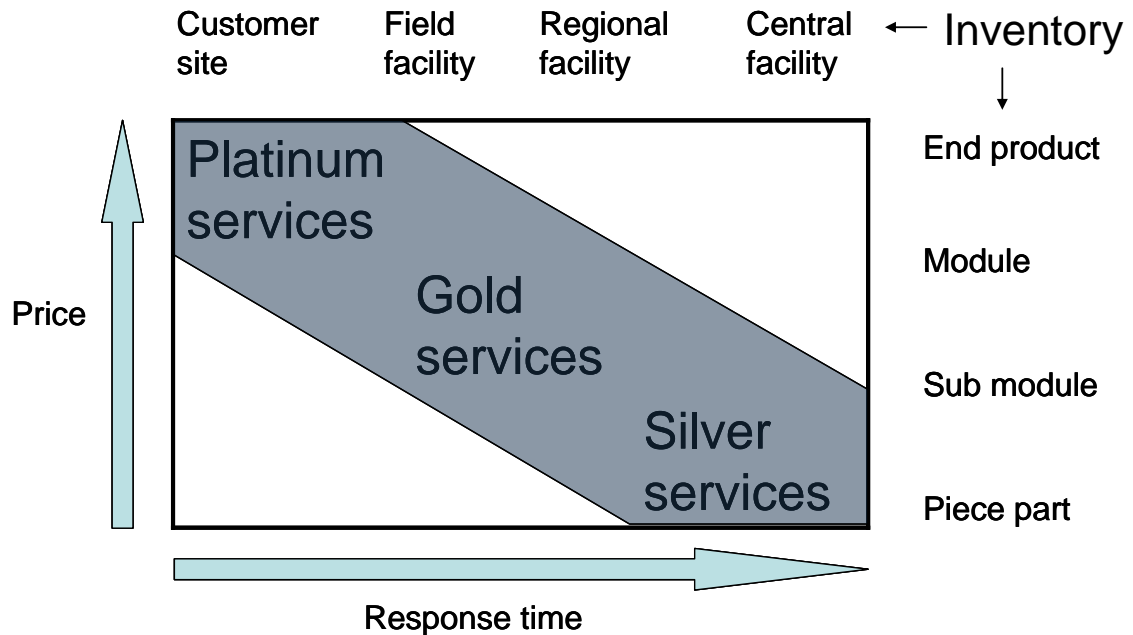 Customer
site
Field
facility
Regional
facility
Central
facility
Inventory
End product
Module
Sub module
Piece part
Platinum
services
Gold
services
Silver
services
Price
Response time